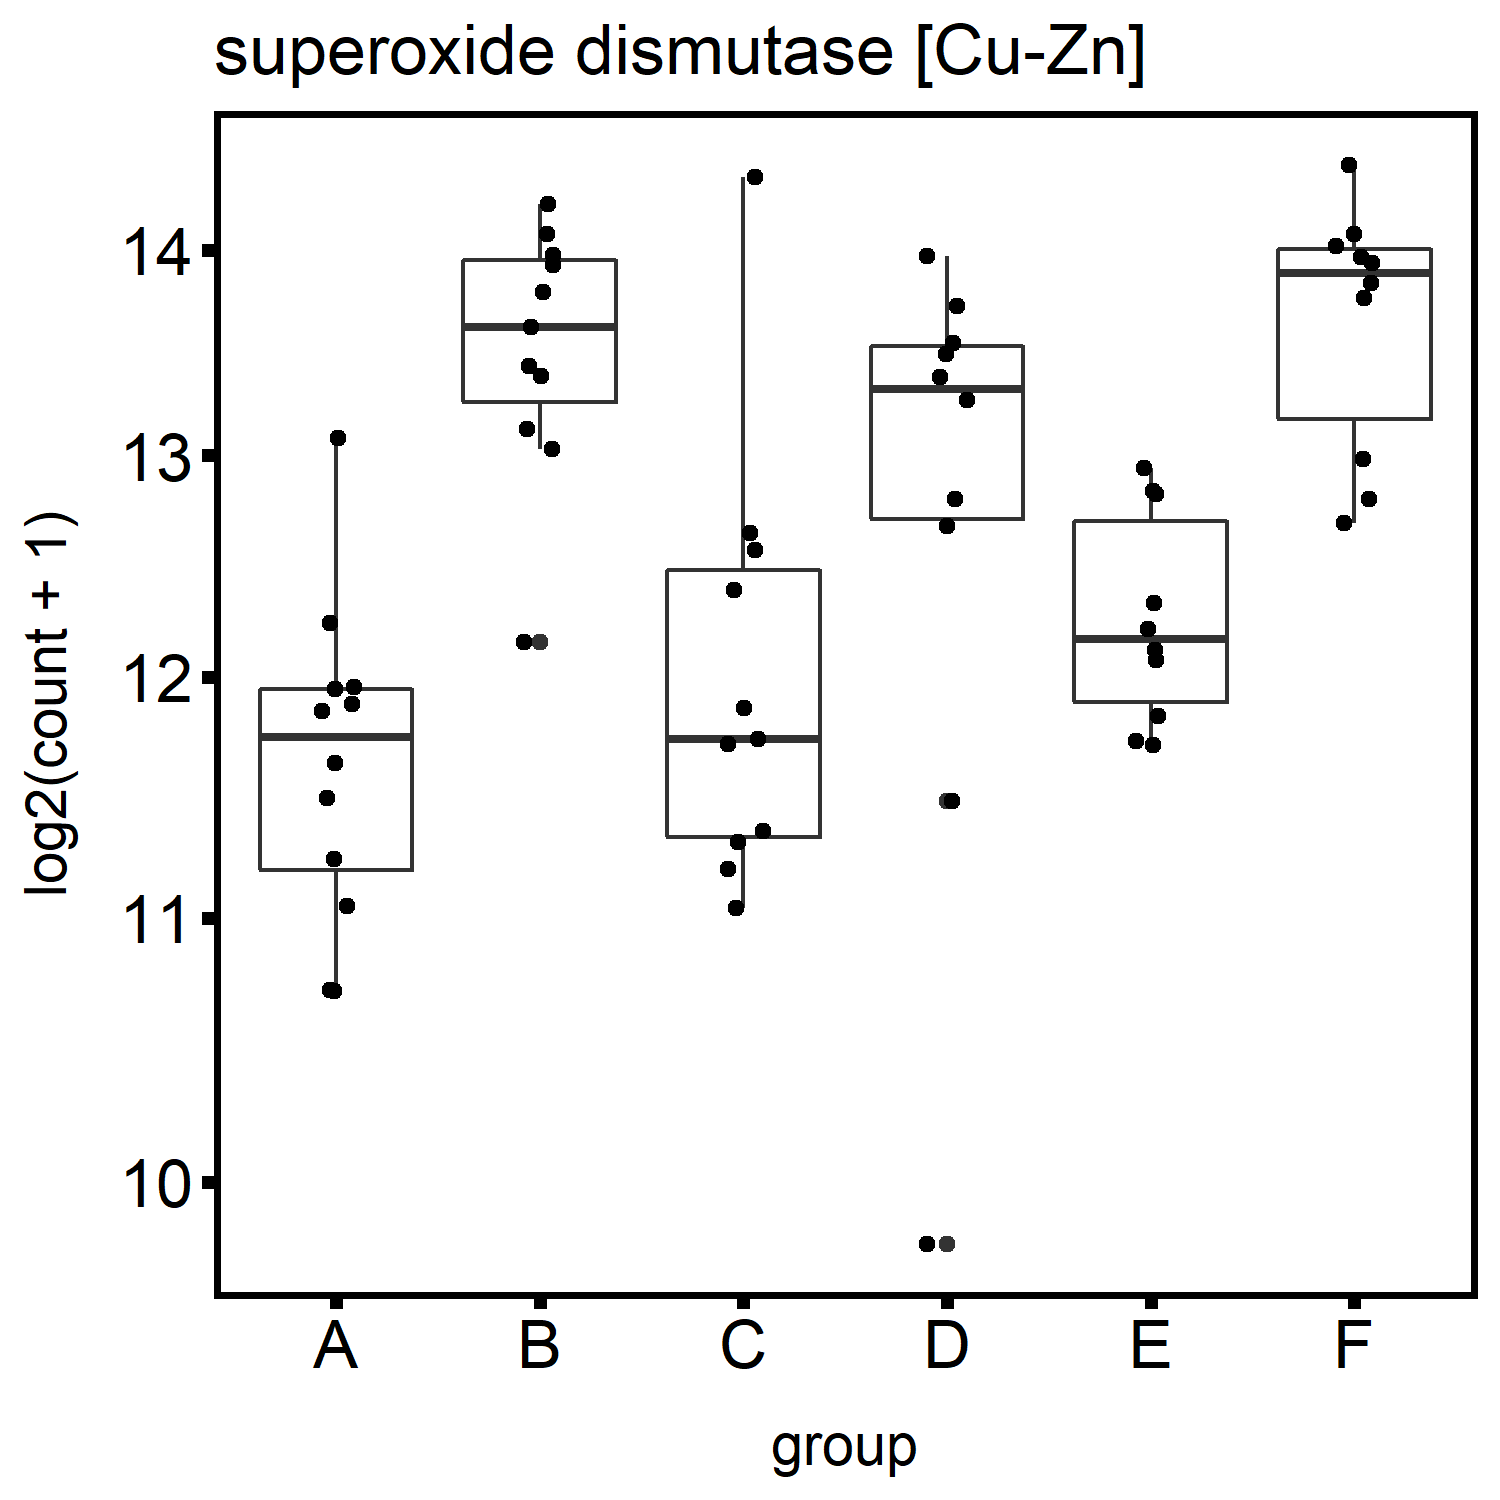 superoxide dismutase [Cu-Zn]
log2(count + 1)
14
13
12
11
10
A B C D E F
group